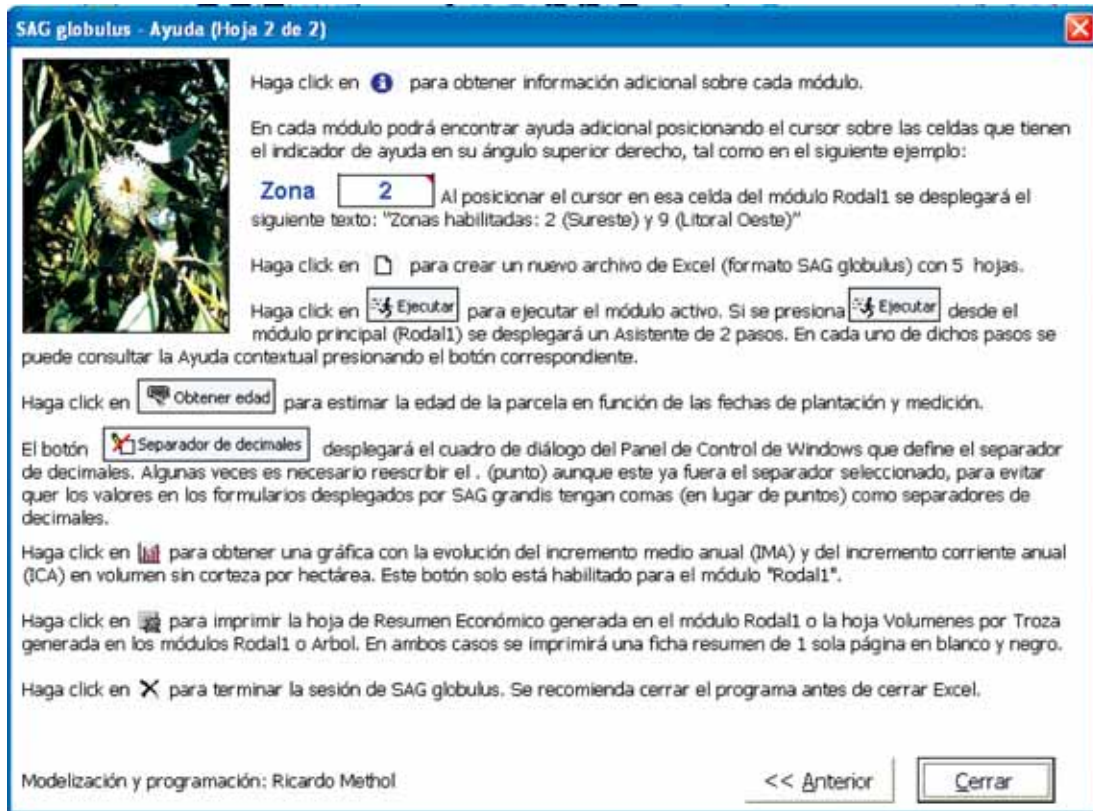 SAG globulus - Ayuda (Hoja 2 de 2)
Haga click en para obtener información adicional sobre cada módulo.
En cada módulo podrá encontrar ayuda adicional posicionando el cursor sobre las celdas que tienen
el indicador de ayuda en su ángulo superior derecho, tal como en el siguiente ejemplo:
Zona 2 Al posicionar el cursor en esa celda del módulo Rodal1 se desplegará el
siguiente texto: "Zonas habilitadas: 2 (Sureste) y 9 (Litoral Oeste)"
Haga click en para crear un nuevo archivo de Excel (formato SAG globulus) con 5 hojas.
Haga click en Ejecutar para ejecutar el módulo activo. Si se presiona Ejecutar desde el
módulo principal (Rodal1) se desplegará un Asistente de 2 pasos. En cada uno de dichos pasos se
puede consultar la Ayuda contextual presionando el botón correspondiente.
Haga click en Obtener edad para estimar la edad de la parcela en función de las fechas de plantación y medición.
El botón Separador de decimales desplegará el cuadro de diálogo del Panel de Control de Windows que define el separador
de decimales. Algunas veces es necesario reescribir el . (punto) aunque este ya fuera el separador seleccionado, para evitar
quer los valores en los formularios desplegados por SAG grandis tengan comas (en lugar de puntos) como separadores de
decimales.
Haga click en para obtener una gráfica con la evolución del incremento medio anual (IMA) y del incremento corriente anual
(ICA) en volumen sin corteza por hectárea. Este botón solo está habilitado para el módulo "Rodal1".
Haga click en para imprimir la hoja de Resumen Económico generada en el módulo Rodal1 o la hoja Volumenes por Troza
generada en los módulos Rodal1 o Arbol. En ambos casos se imprimirá una ficha resumen de 1 sola página en blanco y negro.
Haga click en para terminar la sesión de SAG globulus. Se recomienda cerrar el programa antes de cerrar Excel.
Modelización y programación: Ricardo Methol
<< Anterior
Cerrar